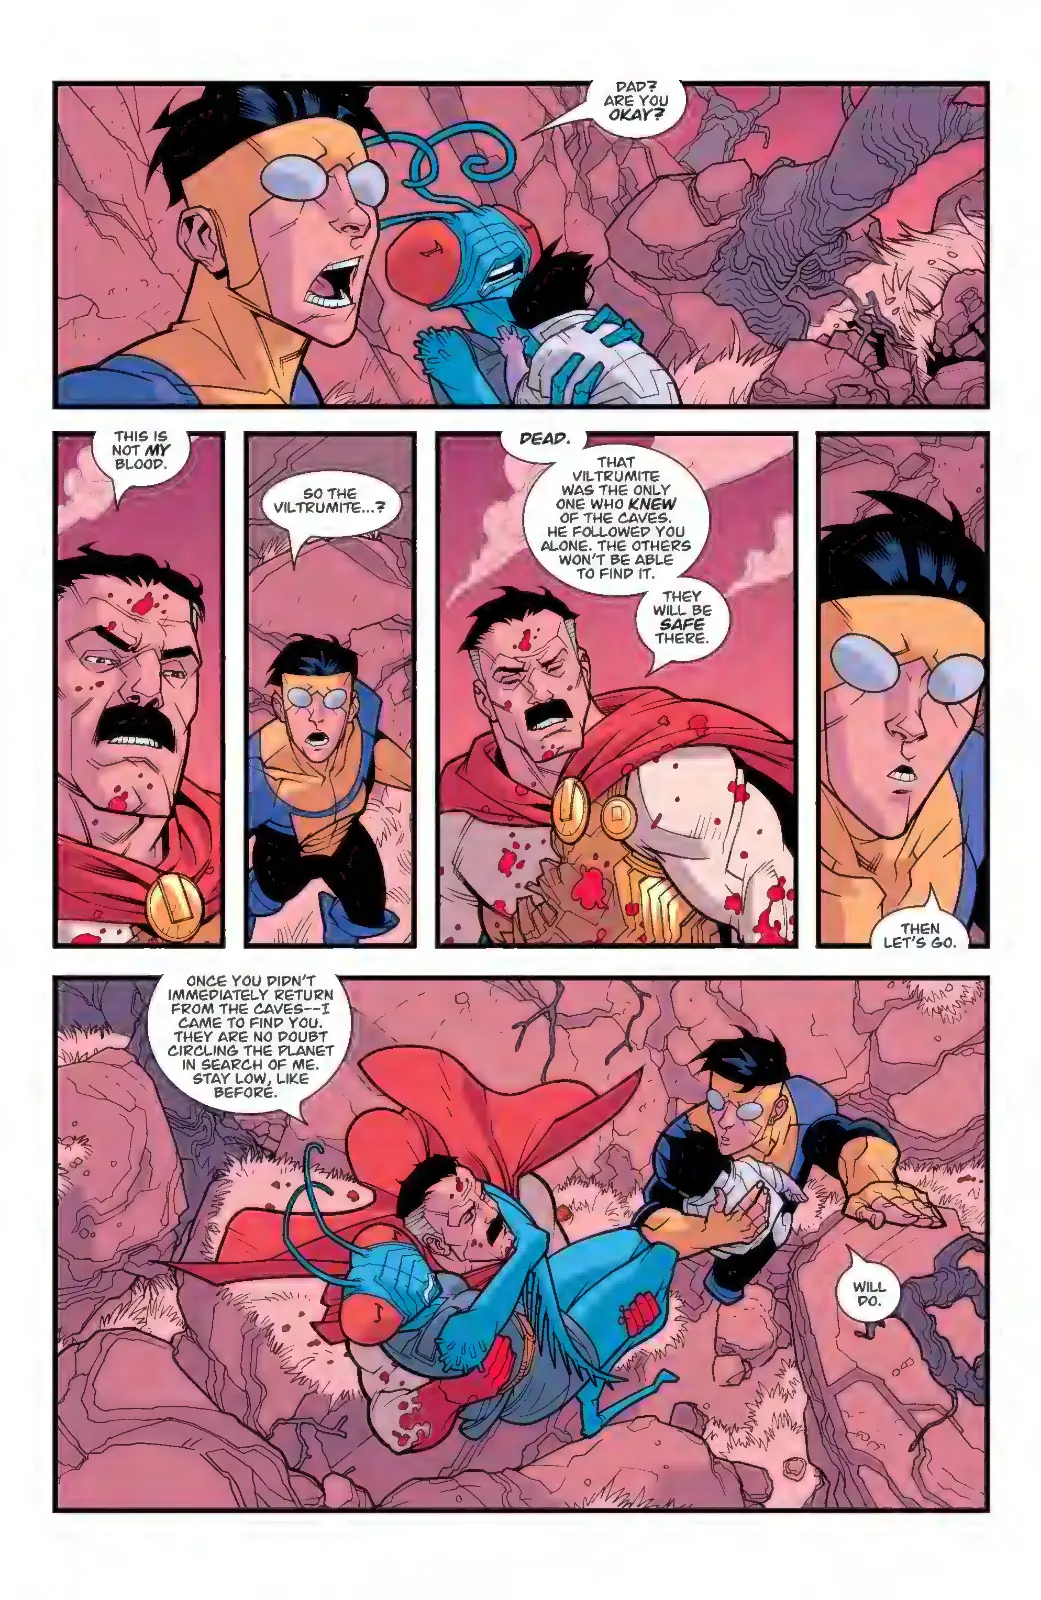 DAD?
ARE YOU
OKAY?
THIS IS
NOT MY
BLOOD.
SO THE
VILTRUMITE...?
DEAD.
THAT
VILTRUMITE
WAS THE ONLY
ONE WHO KNEW
OF THE CAVES.
HE FOLLOWED YOU
ALONE. THE OTHERS
WON'T BE ABLE
TO FIND IT.
THEY
WILL BE
SAFE
THERE.
THEN
LET'S GO.
ONCE YOU DIDN'T
IMMEDIATELY RETURN
FROM THE CAVES--I
CAME TO FIND YOU.
THEY ARE NO DOUBT
CIRCLING THE PLANET
IN SEARCH OF ME.
STAY LOW, LIKE
BEFORE.
WILL
DO.